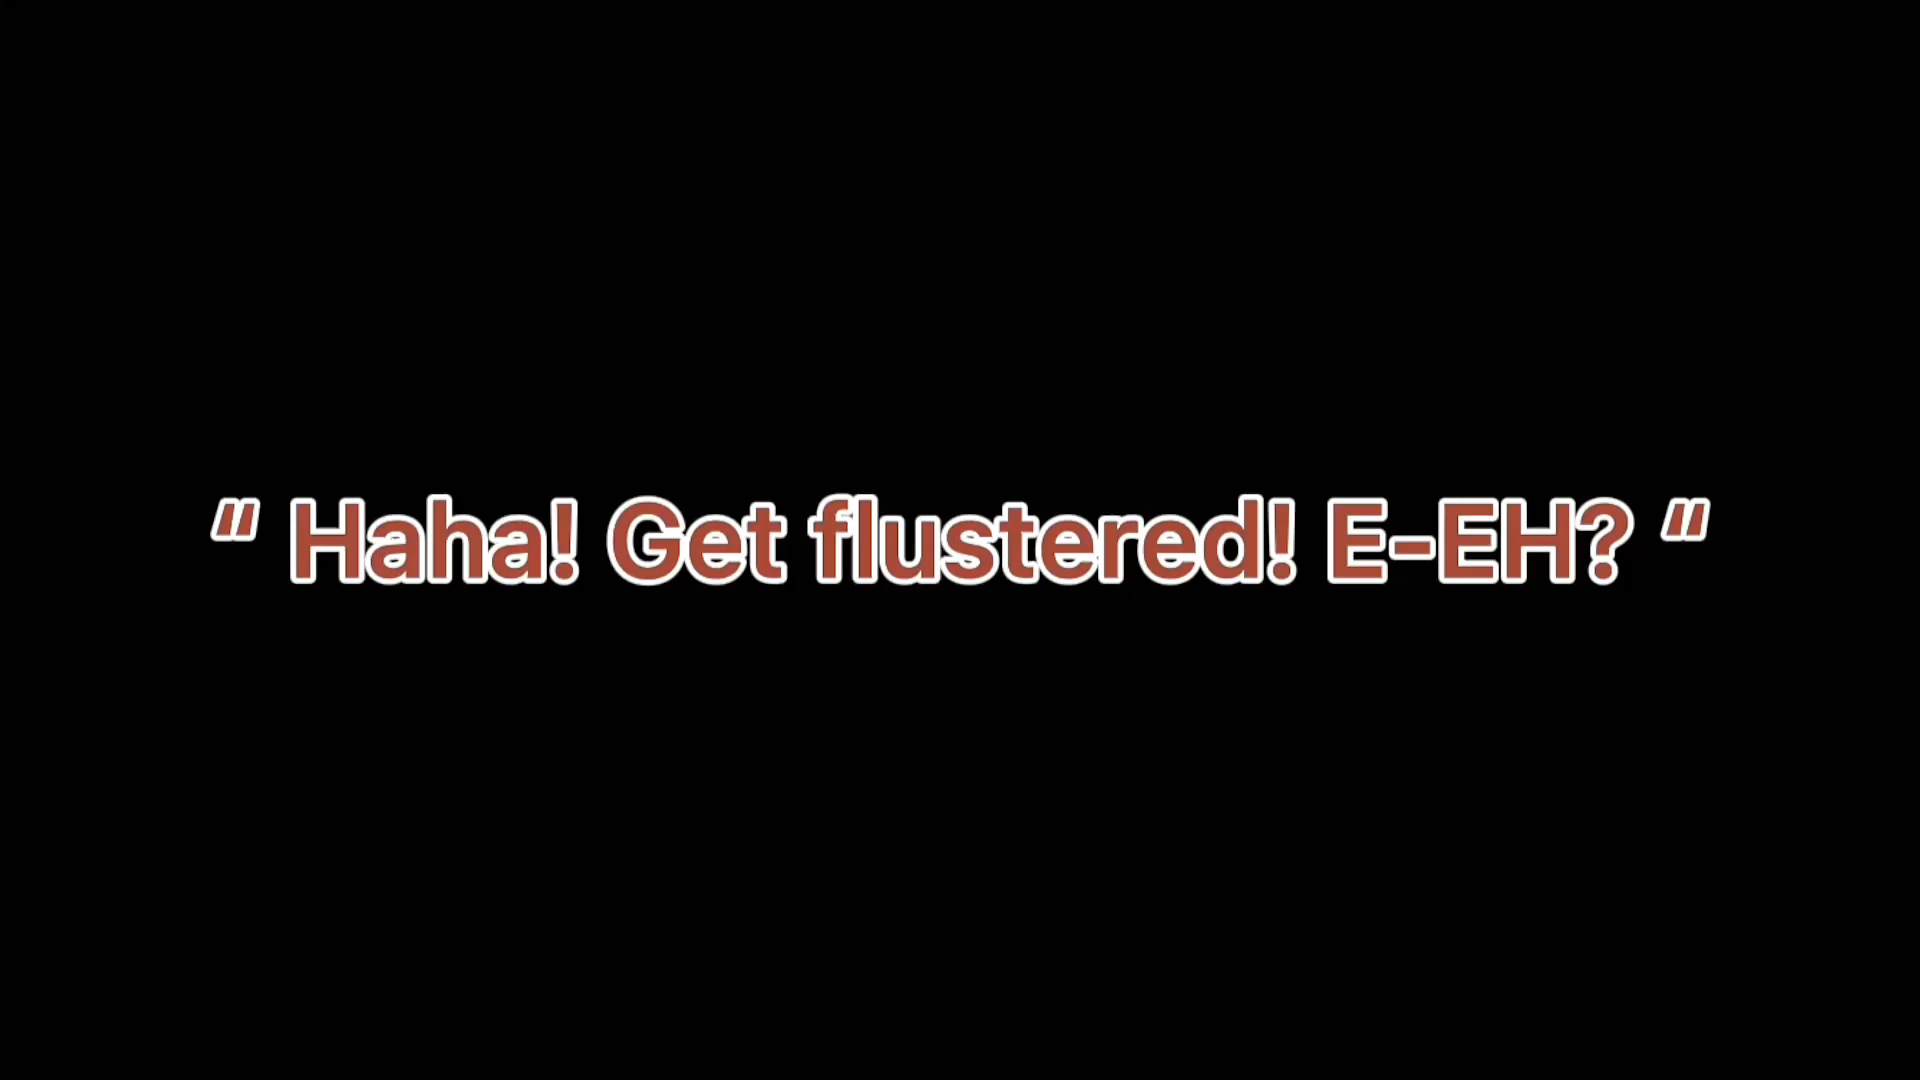 “ Haha! Get flustered! E-EH? “